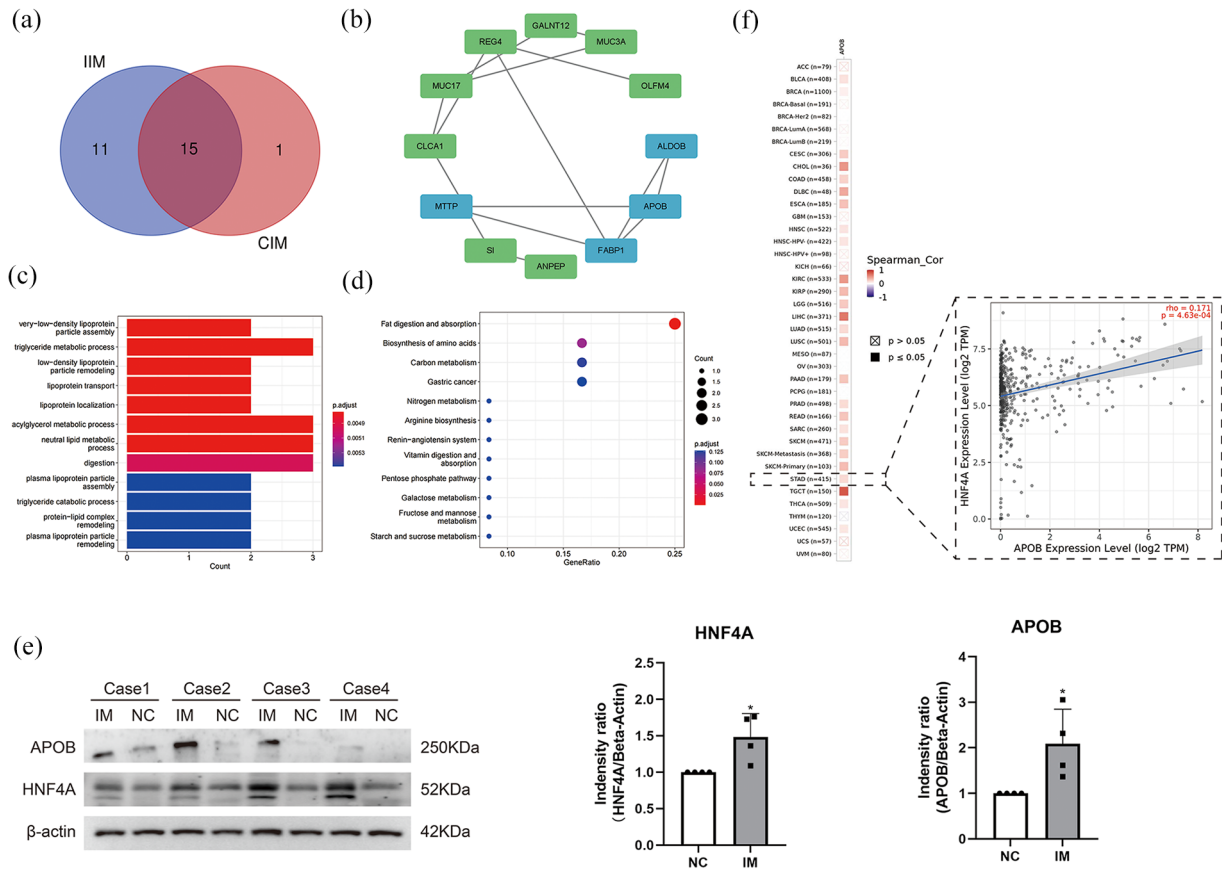 (a)
IIM
11
15
1
CIM
(b)
GALNT12
REG4
MUC3A
MUC17
OLFM4
CLCA1
ALDOB
MTTP
APOB
SI
FABP1
ANPEP
(c)
very-low-density lipoprotein
particle assembly
triglyceride metabolic process
low-density lipoprotein
particle remodeling
lipoprotein transport
lipoprotein localization
acylglycerol metabolic process
neutral lipid metabolic
process
digestion
plasma lipoprotein particle
assembly
triglyceride catabolic process
protein-lipid complex
remodeling
plasma lipoprotein particle
remodeling
0
1
2
3
Count
p.adjust
0.0049
0.0051
0.0053
(d)
Fat digestion and absorption
Biosynthesis of amino acids
Carbon metabolism
Gastric cancer
Nitrogen metabolism
Arginine biosynthesis
Renin-angiotensin system
Vitamin digestion and
absorption
Pentose phosphate pathway
Galactose metabolism
Fructose and mannose
metabolism
Starch and sucrose metabolism
0.10
0.15
0.20
0.25
GeneRatio
Count
1.0
1.5
2.0
2.5
3.0
p.adjust
0.125
0.100
0.075
0.050
0.025
(f)
APOB
ACC (n=79)
BLCA (n=408)
BRCA (n=1100)
BRCA-Basal (n=191)
BRCA-Her2 (n=82)
BRCA-LumA (n=568)
BRCA-LumB (n=219)
CESC (n=306)
CHOL (n=36)
COAD (n=458)
DLBC (n=48)
ESCA (n=185)
GBM (n=153)
HNSC (n=522)
HNSC-HPV- (n=422)
HNSC-HPV+ (n=98)
KICH (n=66)
KIRC (n=533)
KIRP (n=290)
LGG (n=516)
LIHC (n=371)
LUAD (n=515)
LUSC (n=501)
MESO (n=87)
OV (n=303)
PAAD (n=179)
PCPG (n=181)
PRAD (n=498)
READ (n=166)
SARC (n=260)
SKCM (n=471)
SKCM-Metastasis (n=368)
SKCM-Primary (n=103)
STAD (n=415)
TGCT (n=150)
THCA (n=509)
THYM (n=120)
UCEC (n=545)
UCS (n=57)
UVM (n=80)
Spearman_Cor
1
0
-1
p > 0.05
p ≤ 0.05
rho = 0.171
p = 4.63e-04
HNF4A Expression Level (log2 TPM)
7.5
5.0
2.5
0.0
0
2
4
6
8
APOB Expression Level (log2 TPM)
(e)
Case1 Case2 Case3 Case4
IM NC IM NC IM NC IM NC
APOB 250KDa
HNF4A 52KDa
β-actin 42KDa
HNF4A
Indensity ratio
(HNF4A/Beta-Actin)
2.5
2.0
1.5
1.0
0.5
0.0
*
NC IM
APOB
Indensity ratio
(APOB/Beta-Actin)
4
3
2
1
0
*
NC IM